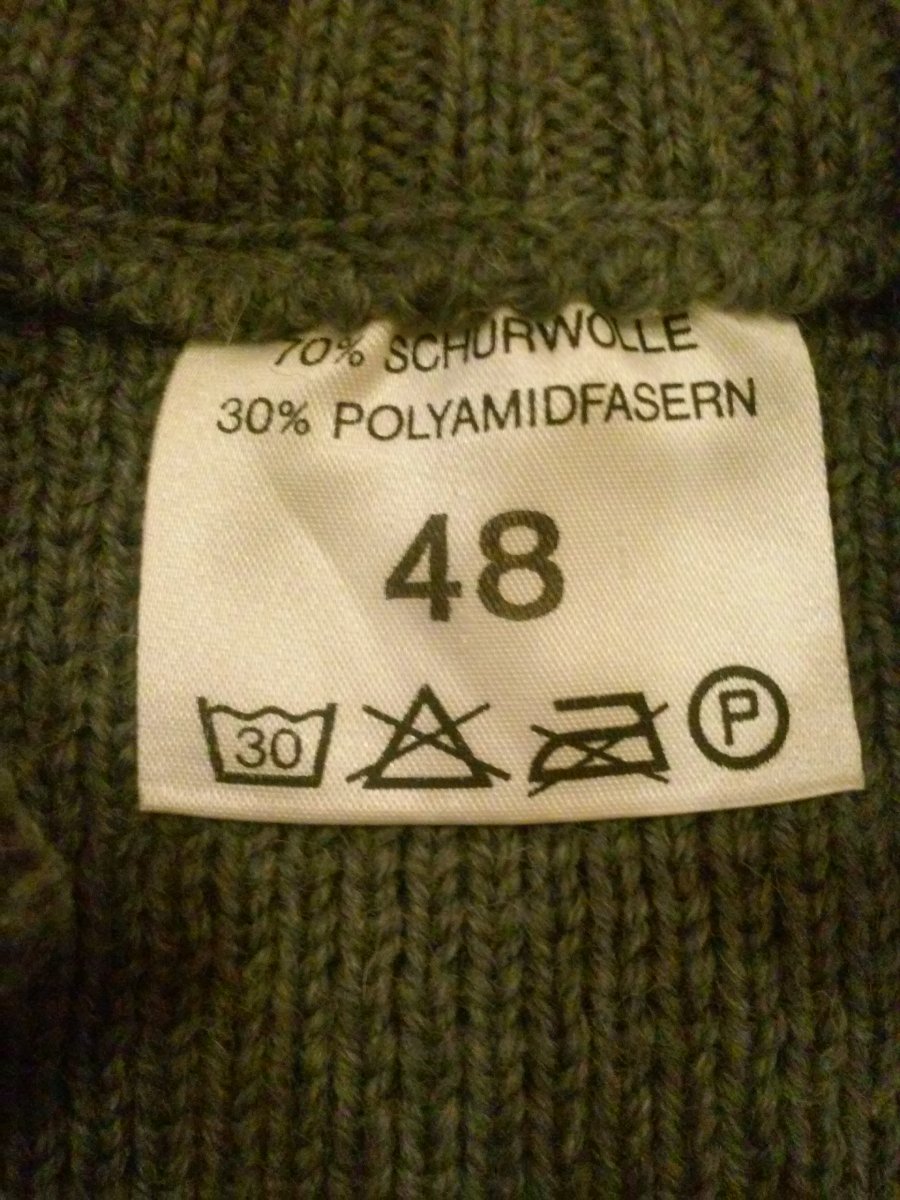 70% SCHURWOLLE
30% POLYAMIDFASERN
48
30 P